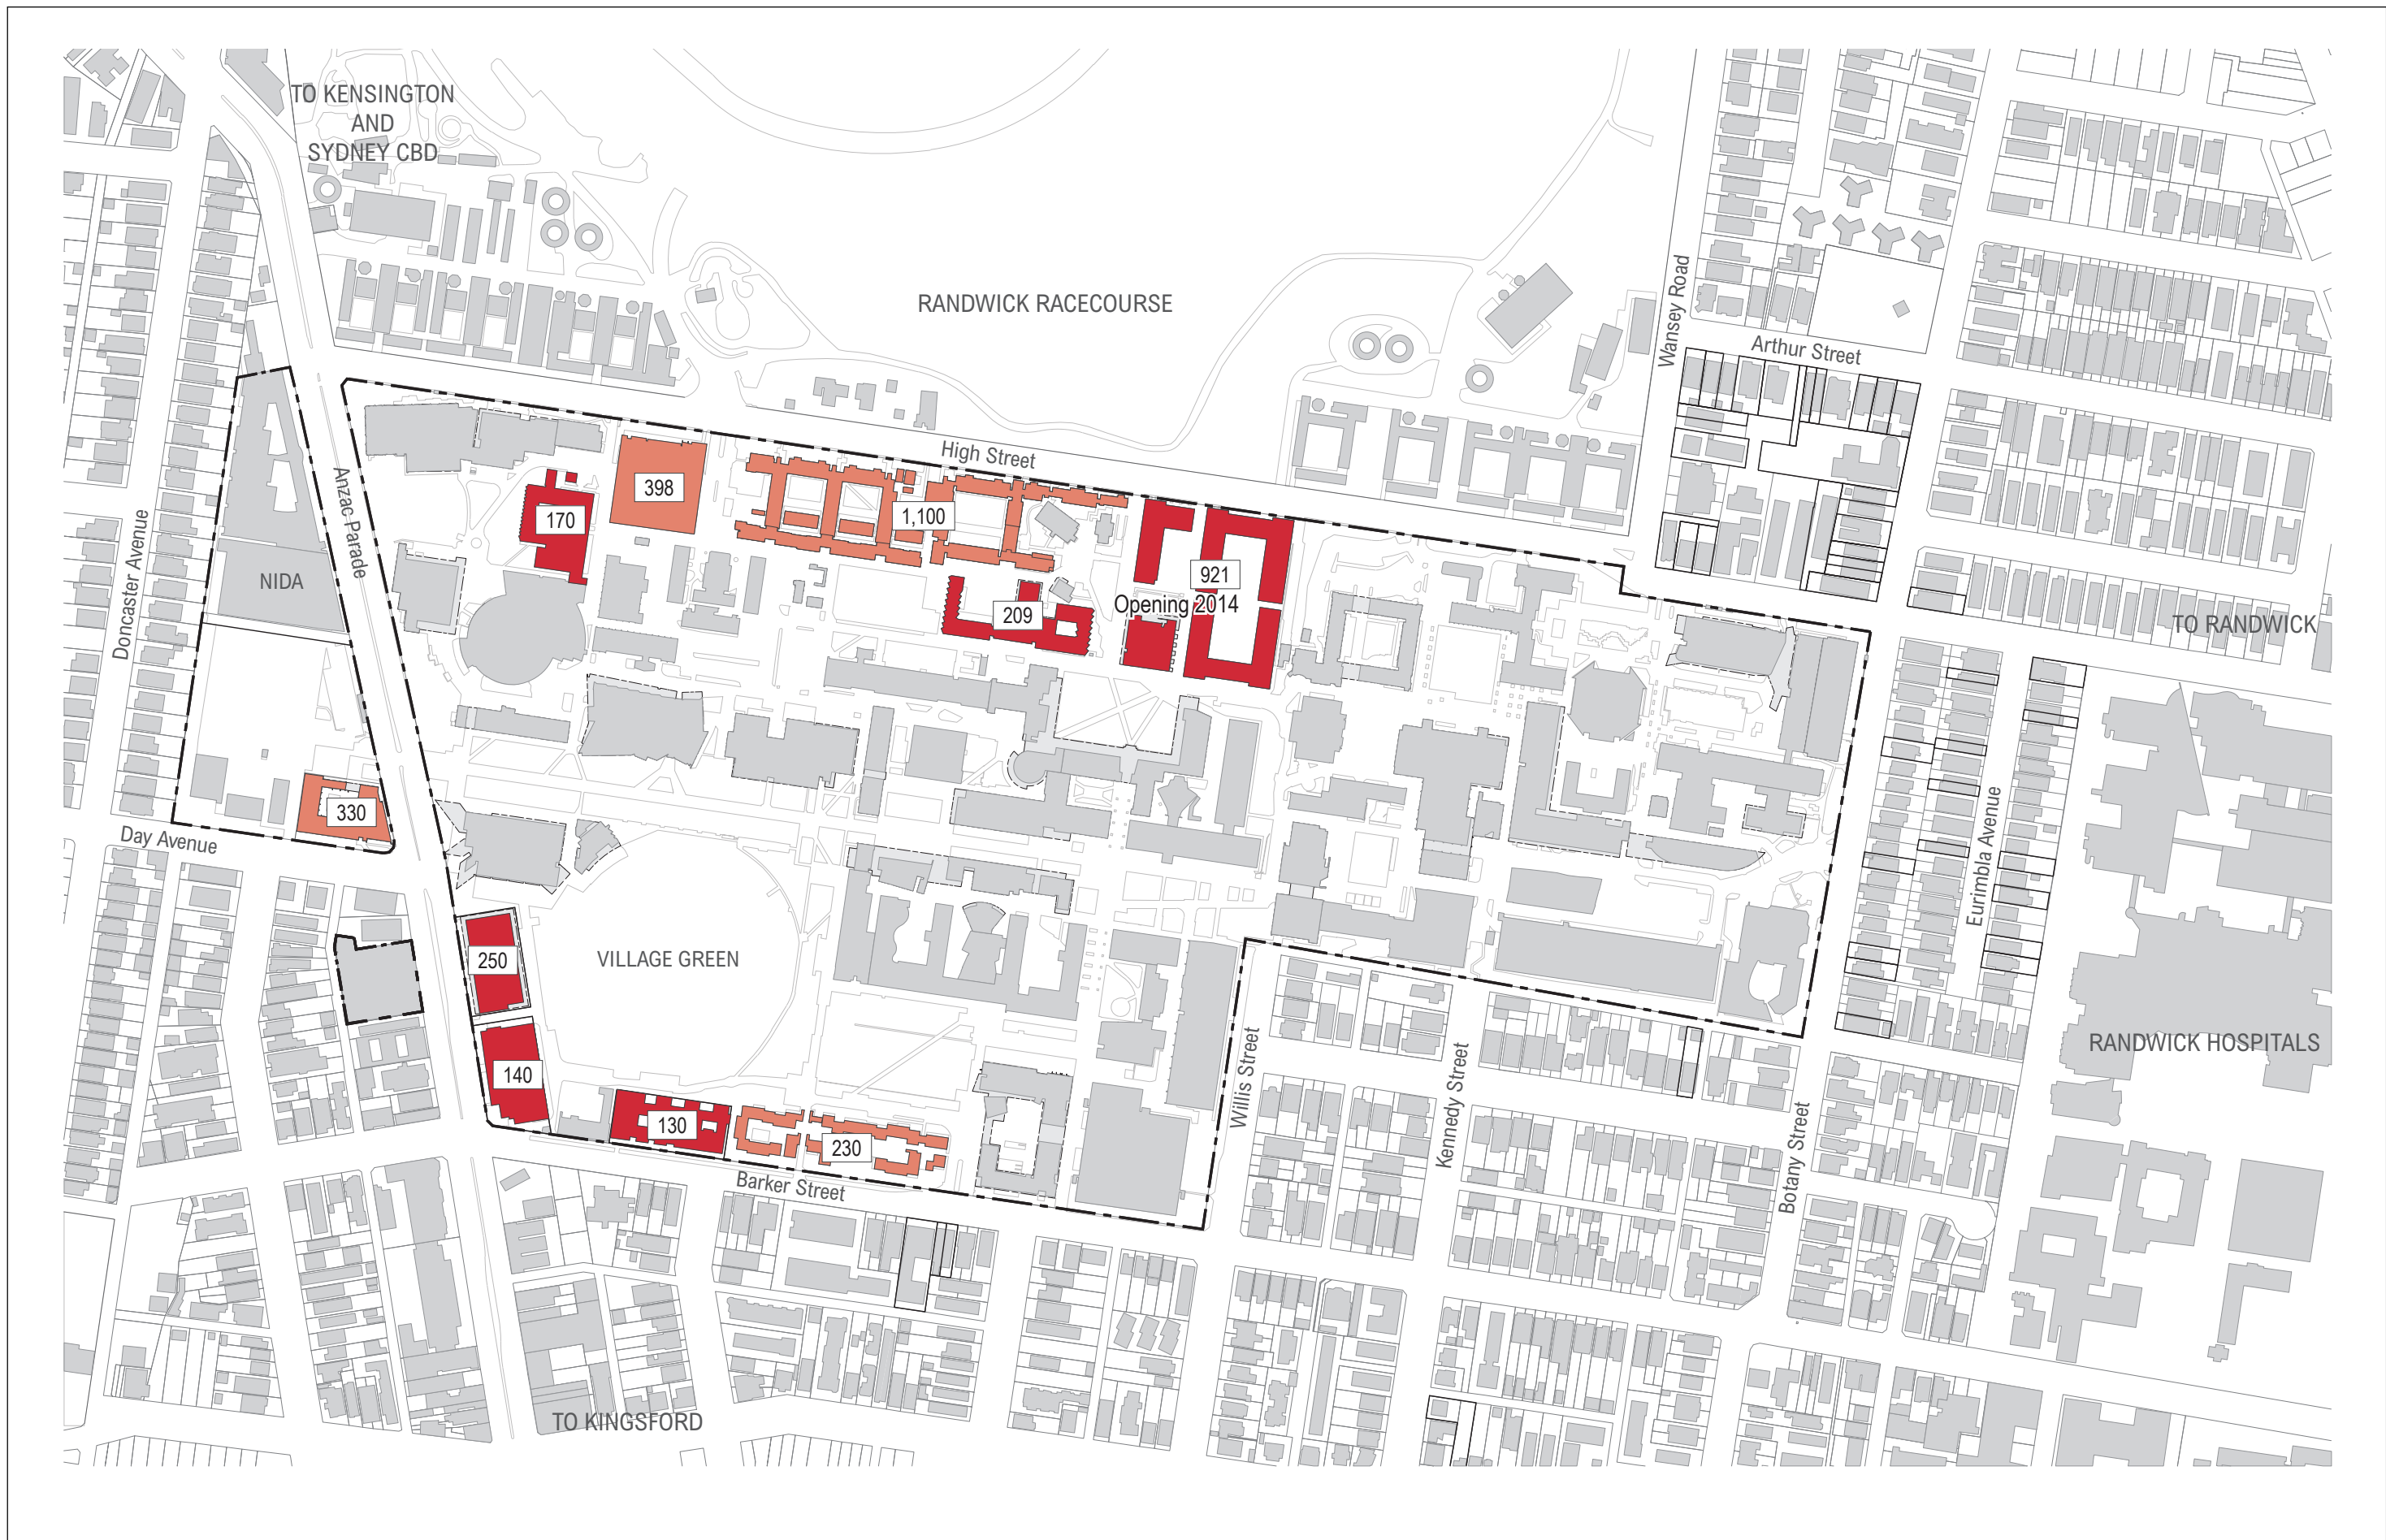 TO KENSINGTON
AND
SYDNEY CBD
RANDWICK RACECOURSE
Wansey Road
Arthur Street
High Street
Anzac Parade
398
170
1,100
921
Opening 2014
209
Doncaster Avenue
NIDA
TO RANDWICK
330
Day Avenue
Eurimbla Avenue
250
VILLAGE GREEN
RANDWICK HOSPITALS
140
130
230
Willis Street
Kennedy Street
Botany Street
Barker Street
TO KINGSFORD